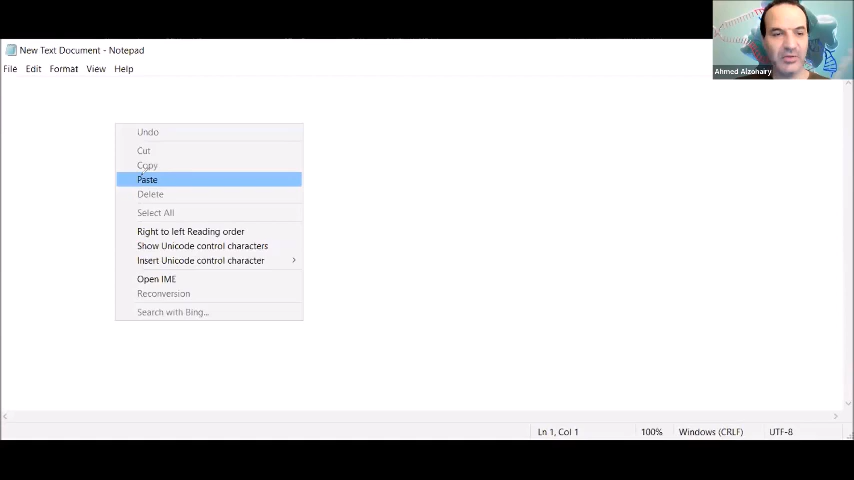 New Text Document - Notepad
File Edit Format View Help
Ahmed Alzohairy
Undo
Cut
Copy
Paste
Delete
Select All
Right to left Reading order
Show Unicode control characters
Insert Unicode control character
Open IME
Reconversion
Search with Bing...
Ln 1, Col 1 100% Windows (CRLF) UTF-8